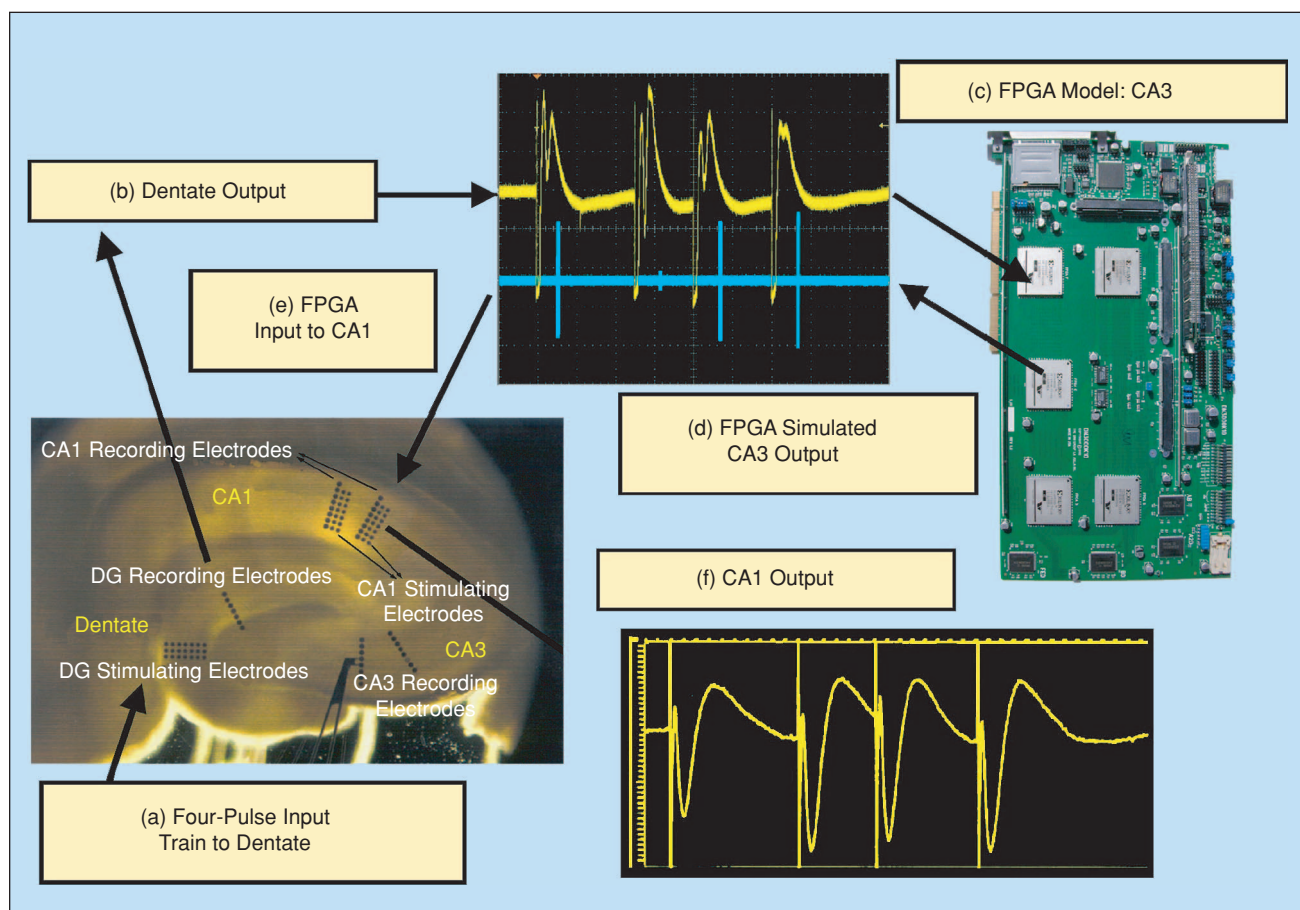 (c) FPGA Model: CA3
(b) Dentate Output
(e) FPGA
Input to CA1
(d) FPGA Simulated
CA3 Output
CA1 Recording Electrodes
CA1
DG Recording Electrodes
CA1 Stimulating
Electrodes
Dentate
CA3
DG Stimulating Electrodes
CA3 Recording
Electrodes
(f) CA1 Output
(a) Four-Pulse Input
Train to Dentate